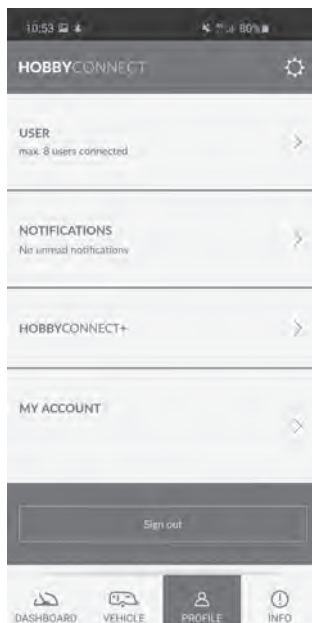 10:53 80%
HOBBYCONNECT
USER
max. 8 users connected
NOTIFICATIONS
No unread notifications
HOBBYCONNECT+
MY ACCOUNT
Sign out
DASHBOARD VEHICLE PROFILE INFO